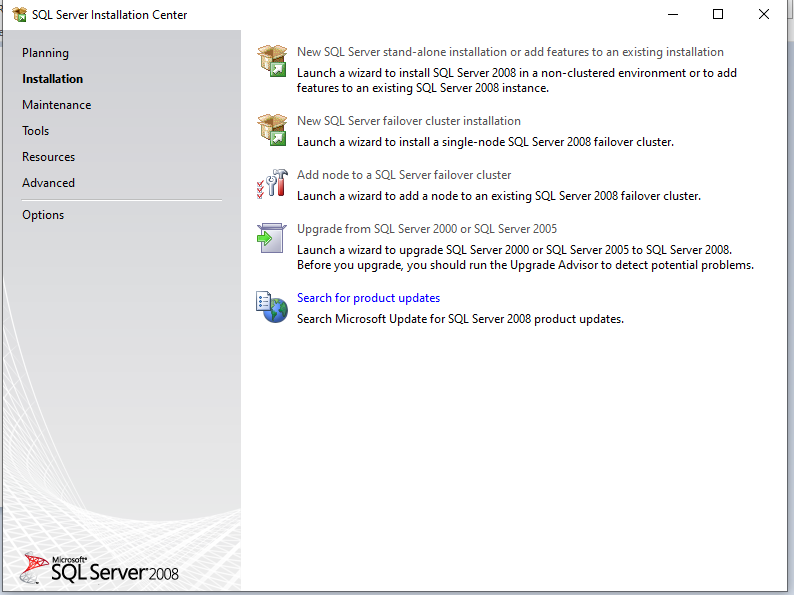 SQL Server Installation Center
Planning
Installation
Maintenance
Tools
Resources
Advanced
Options
New SQL Server stand-alone installation or add features to an existing installation
Launch a wizard to install SQL Server 2008 in a non-clustered environment or to add
features to an existing SQL Server 2008 instance.
New SQL Server failover cluster installation
Launch a wizard to install a single-node SQL Server 2008 failover cluster.
Add node to a SQL Server failover cluster
Launch a wizard to add a node to an existing SQL Server 2008 failover cluster.
Upgrade from SQL Server 2000 or SQL Server 2005
Launch a wizard to upgrade SQL Server 2000 or SQL Server 2005 to SQL Server 2008.
Before you upgrade, you should run the Upgrade Advisor to detect potential problems.
Search for product updates
Search Microsoft Update for SQL Server 2008 product updates.
Microsoft®
SQL Server 2008